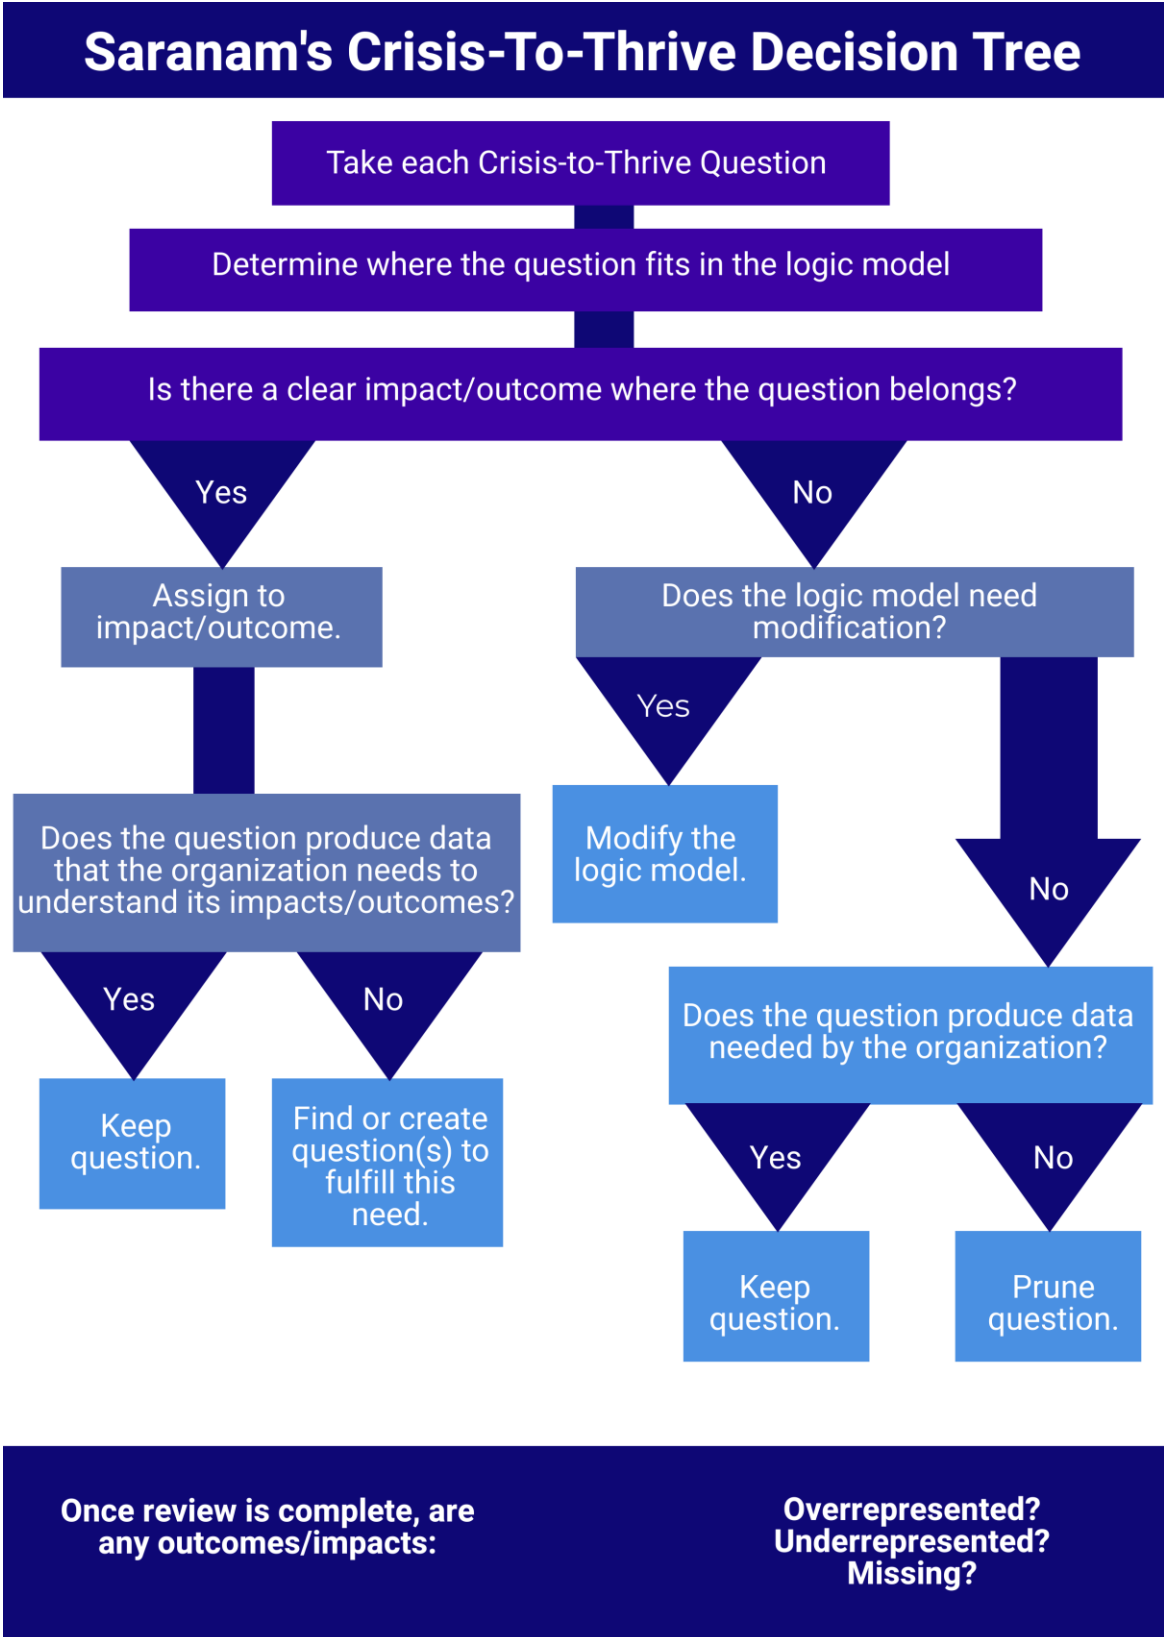 Saranam's Crisis-To-Thrive Decision Tree
Take each Crisis-to-Thrive Question
Determine where the question fits in the logic model
Is there a clear impact/outcome where the question belongs?
Yes
No
Assign to
impact/outcome.
Does the logic model need
modification?
Yes
No
Does the question produce data
that the organization needs to
understand its impacts/outcomes?
Modify the
logic model.
Yes
No
Does the question produce data
needed by the organization?
Keep
question.
Find or create
question(s) to
fulfill this
need.
Yes
No
Keep
question.
Prune
question.
Once review is complete, are
any outcomes/impacts:
Overrepresented?
Underrepresented?
Missing?